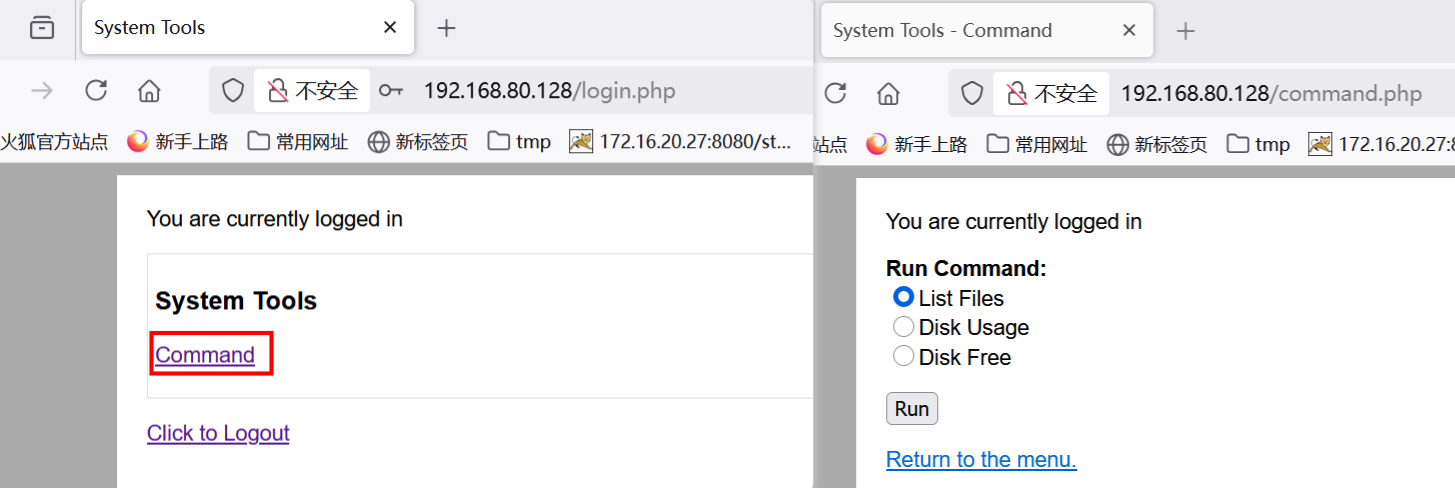 System Tools
不安全
192.168.80.128/login.php
火狐官方站点
新手上路
常用网址
新标签页
tmp
172.16.20.27:8080/st...
You are currently logged in
System Tools
Command
Click to Logout
System Tools - Command
不安全
192.168.80.128/command.php
站点
新手上路
常用网址
新标签页
tmp
172.16.20.27:8
You are currently logged in
Run Command:
List Files
Disk Usage
Disk Free
Run
Return to the menu.